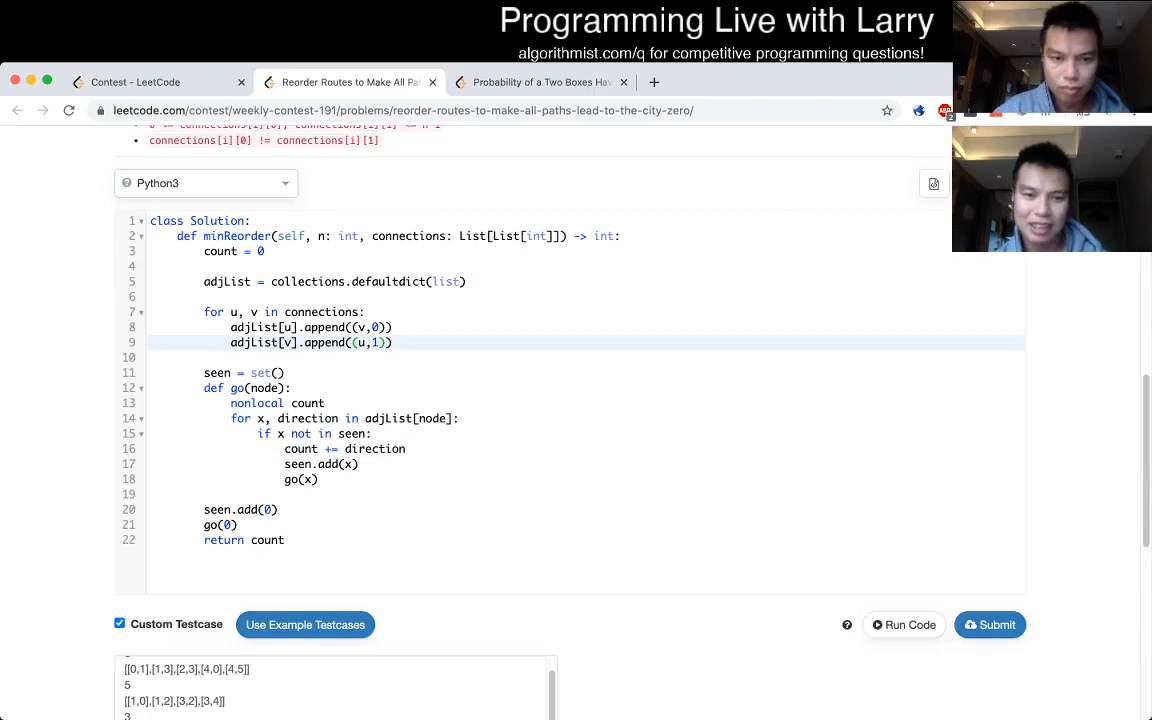 Programming Live with Larry
algorithmist.com/q for competitive programming questions!
Contest - LeetCode
Reorder Routes to Make All Pat
Probability of a Two Boxes Hav
leetcode.com/contest/weekly-contest-191/problems/reorder-routes-to-make-all-paths-lead-to-the-city-zero/
connections[i][0] != connections[i][1]
Python3
1 class Solution:
2 def minReorder(self, n: int, connections: List[List[int]]) -> int:
3 count = 0
4
5 adjList = collections.defaultdict(list)
6
7 for u, v in connections:
8 adjList[u].append((v,0))
9 adjList[v].append((u,1))
10
11 seen = set()
12 def go(node):
13 nonlocal count
14 for x, direction in adjList[node]:
15 if x not in seen:
16 count += direction
17 seen.add(x)
18 go(x)
19
20 seen.add(0)
21 go(0)
22 return count
Custom Testcase
Use Example Testcases
Run Code
Submit
[[0,1],[1,3],[2,3],[4,0],[4,5]]
5
[[1,0],[1,2],[3,2],[3,4]]
3